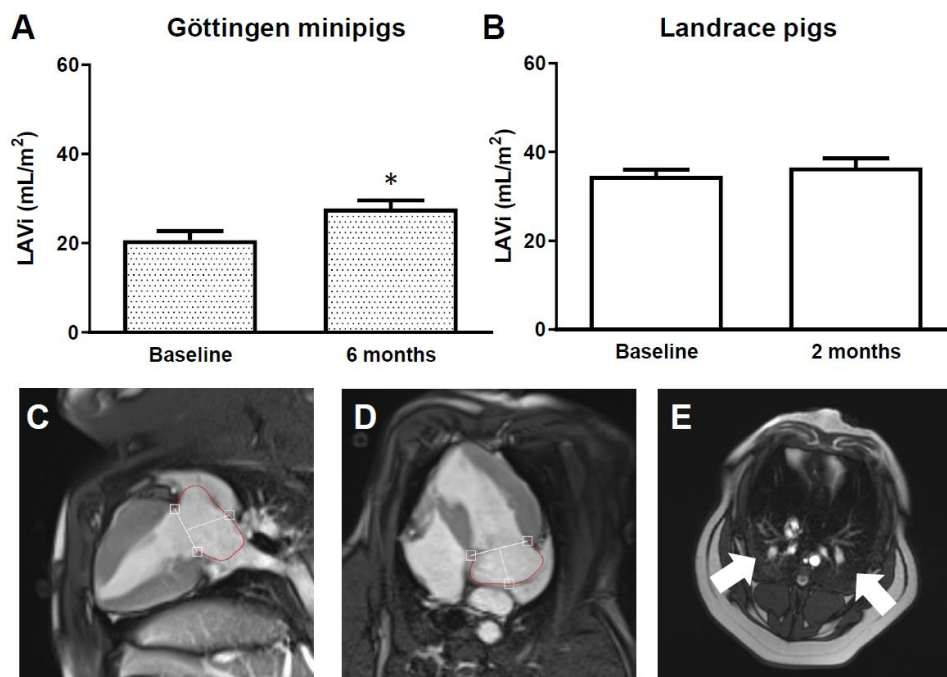 A
Göttingen minipigs
LAVi (mL/m²)
60
40
20
0
*
Baseline
6 months
B
Landrace pigs
LAVi (mL/m²)
60
40
20
0
Baseline
2 months
C
D
E